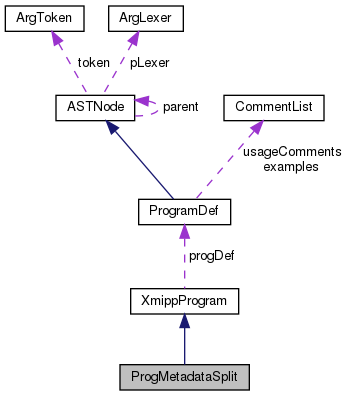 ArgToken
ArgLexer
token
pLexer
ASTNode
parent
CommentList
usageComments
examples
ProgramDef
progDef
XmippProgram
ProgMetadataSplit